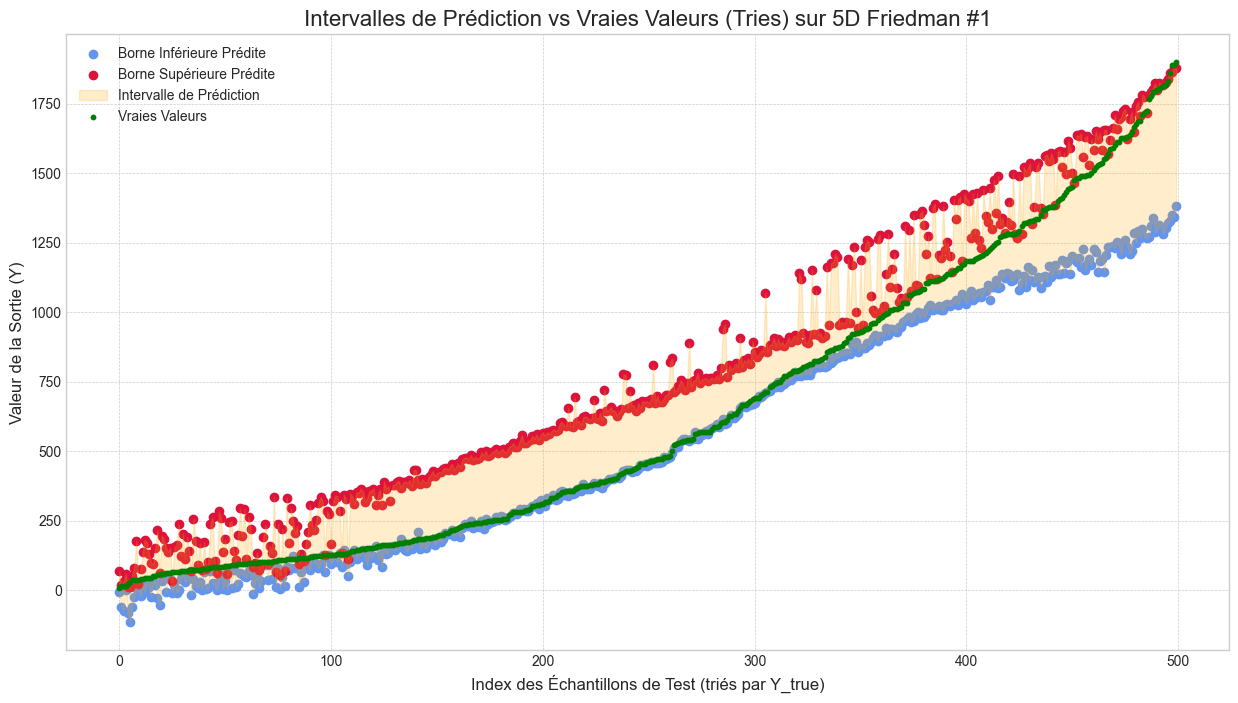 Intervalles de Prédiction vs Vraies Valeurs (Tries) sur 5D Friedman #1
Borne Inférieure Prédite
Borne Supérieure Prédite
Intervalle de Prédiction
Vraies Valeurs
Valeur de la Sortie (Y)
1750
1500
1250
1000
750
500
250
0
0 100 200 300 400 500
Index des Échantillons de Test (triés par Y_true)